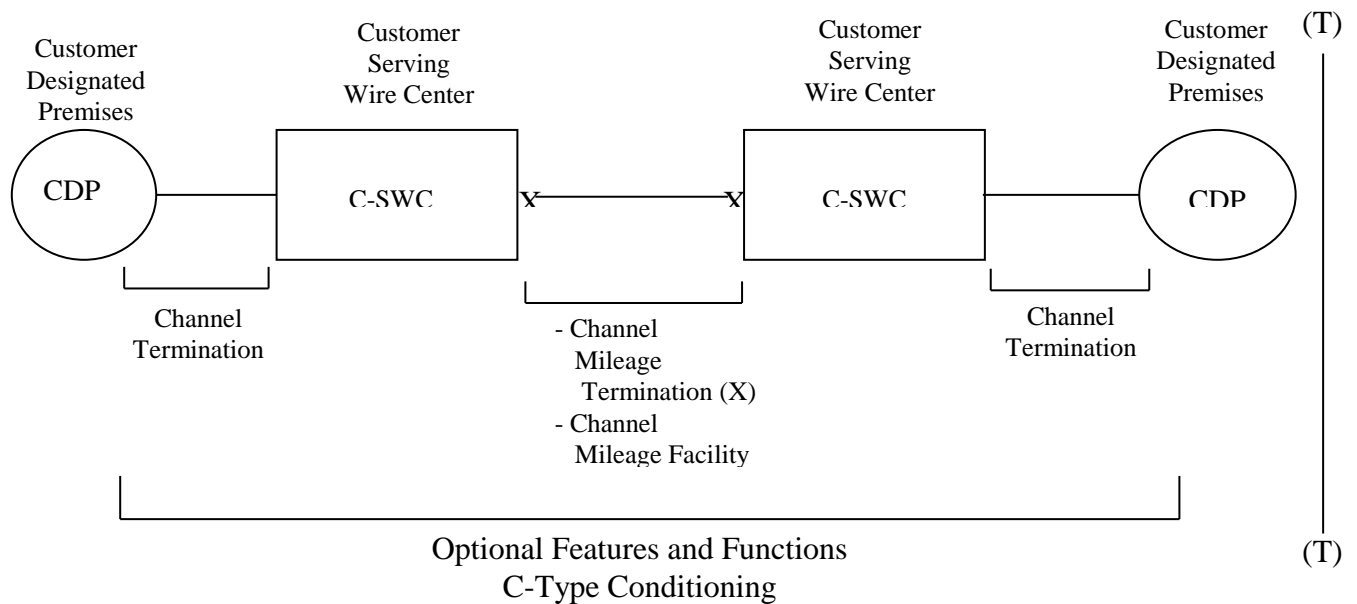 Customer
Designated
Premises
Customer
Serving
Wire Center
Customer
Serving
Wire Center
Customer
Designated
Premises
(T)
CDP
C-SWC
X
X
C-SWC
CDP
Channel
Termination
- Channel
Mileage
Termination (X)
- Channel
Mileage Facility
Channel
Termination
Optional Features and Functions
C-Type Conditioning
(T)